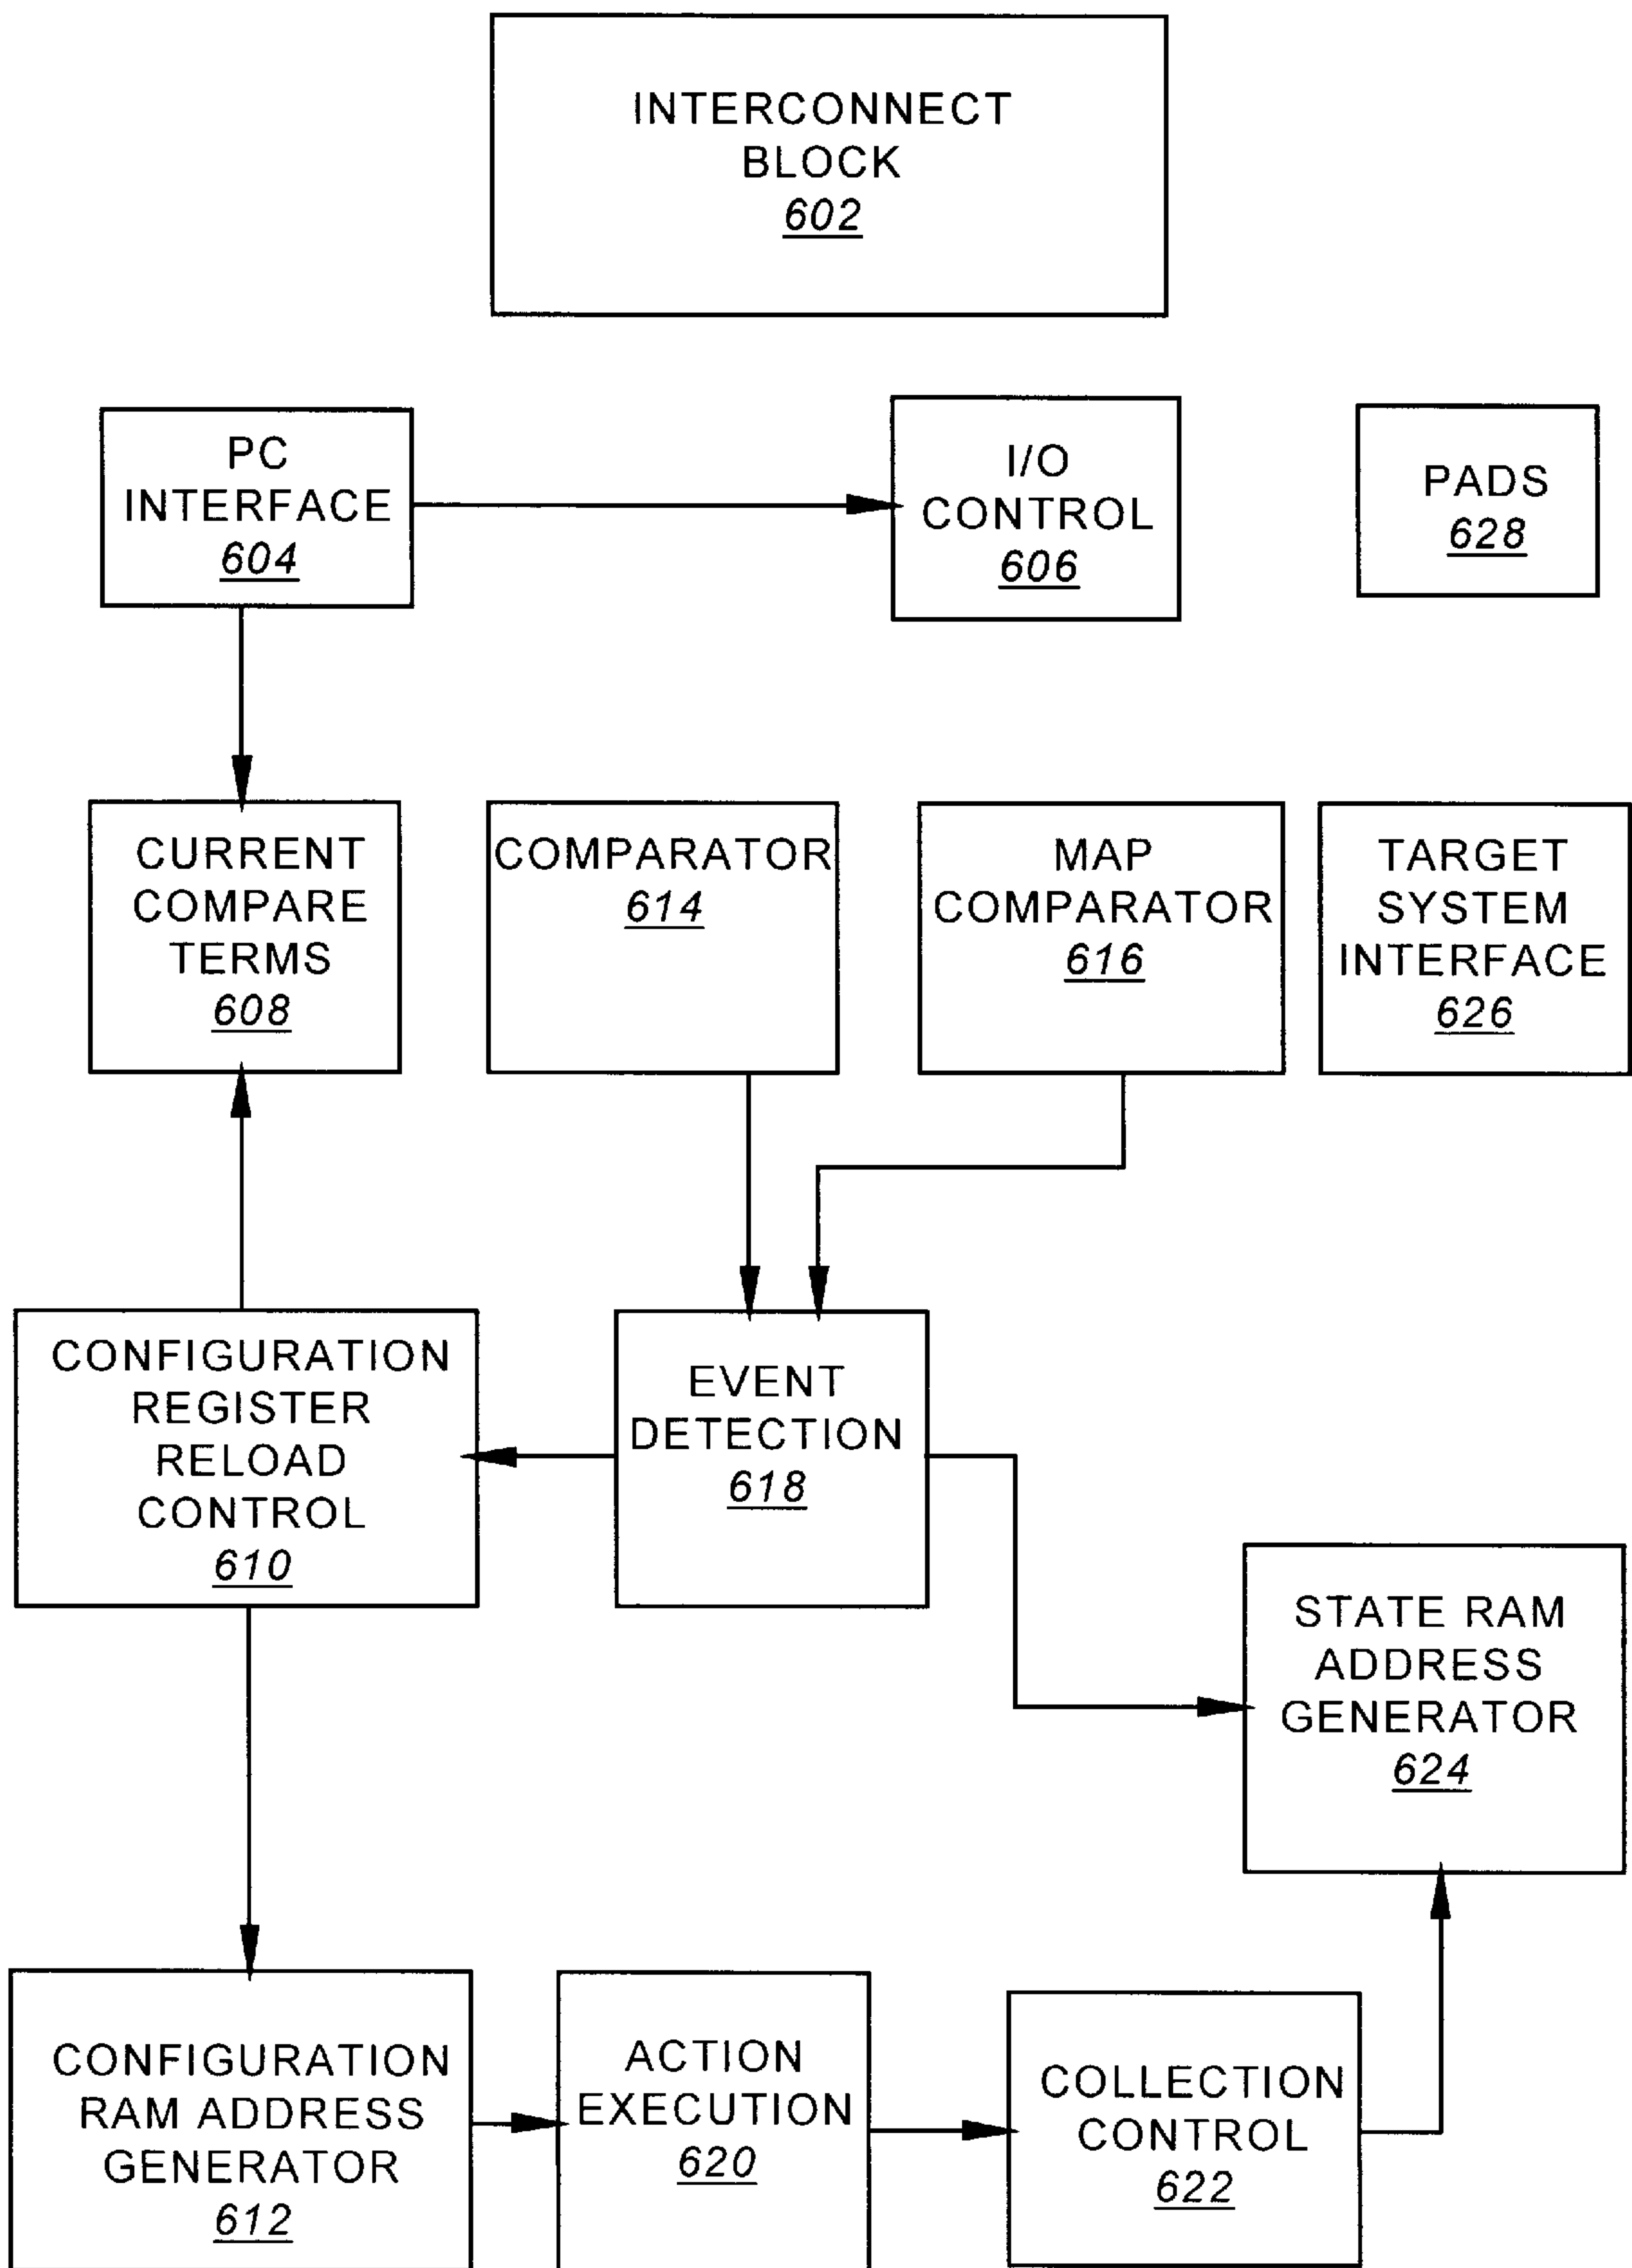 INTERCONNECT
BLOCK
602
PC
INTERFACE
604
I/O
CONTROL
606
PADS
628
CURRENT
COMPARE
TERMS
608
COMPARATOR
614
MAP
COMPARATOR
616
TARGET
SYSTEM
INTERFACE
626
CONFIGURATION
REGISTER
RELOAD
CONTROL
610
EVENT
DETECTION
618
STATE RAM
ADDRESS
GENERATOR
624
CONFIGURATION
RAM ADDRESS
GENERATOR
612
ACTION
EXECUTION
620
COLLECTION
CONTROL
622